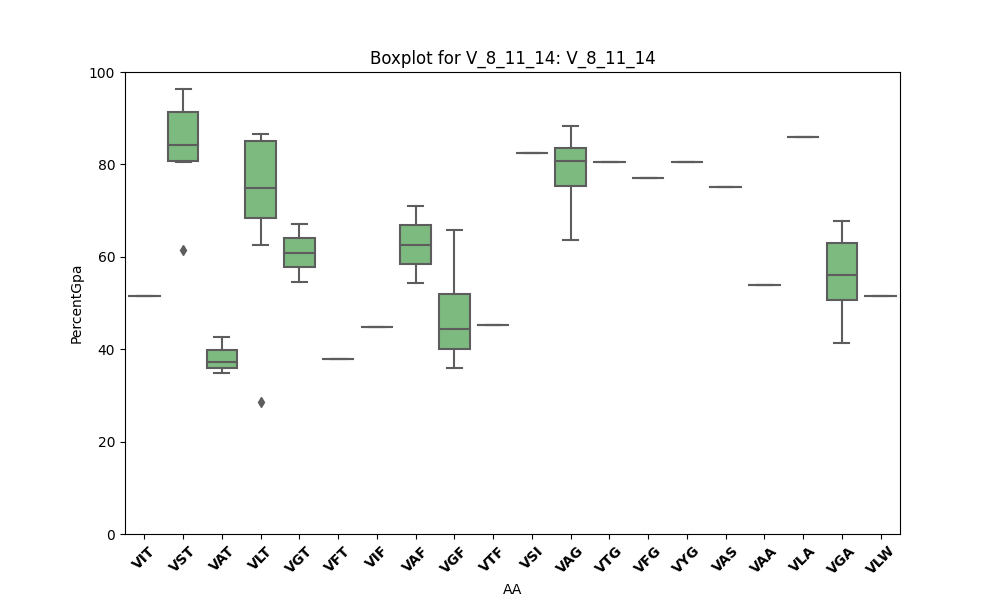 Boxplot for V_8_11_14: V_8_11_14
100
80
60
40
20
0
PercentGpa
VIT VST VAT VLT VGT VFT VIF VAF VGF VTF VSI VAG VTG VFG VYG VAS VAA VLA VGA VLW
AA